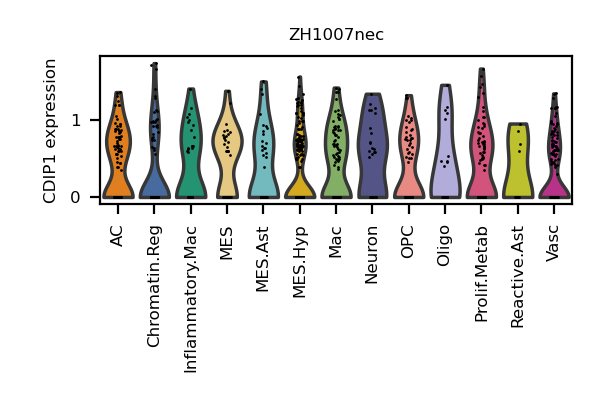 ZH1007nec
CDIP1 expression
1
0
AC
Chromatin.Reg
Inflammatory.Mac
MES
MES.Ast
MES.Hyp
Mac
Neuron
OPC
Oligo
Prolif.Metab
Reactive.Ast
Vasc